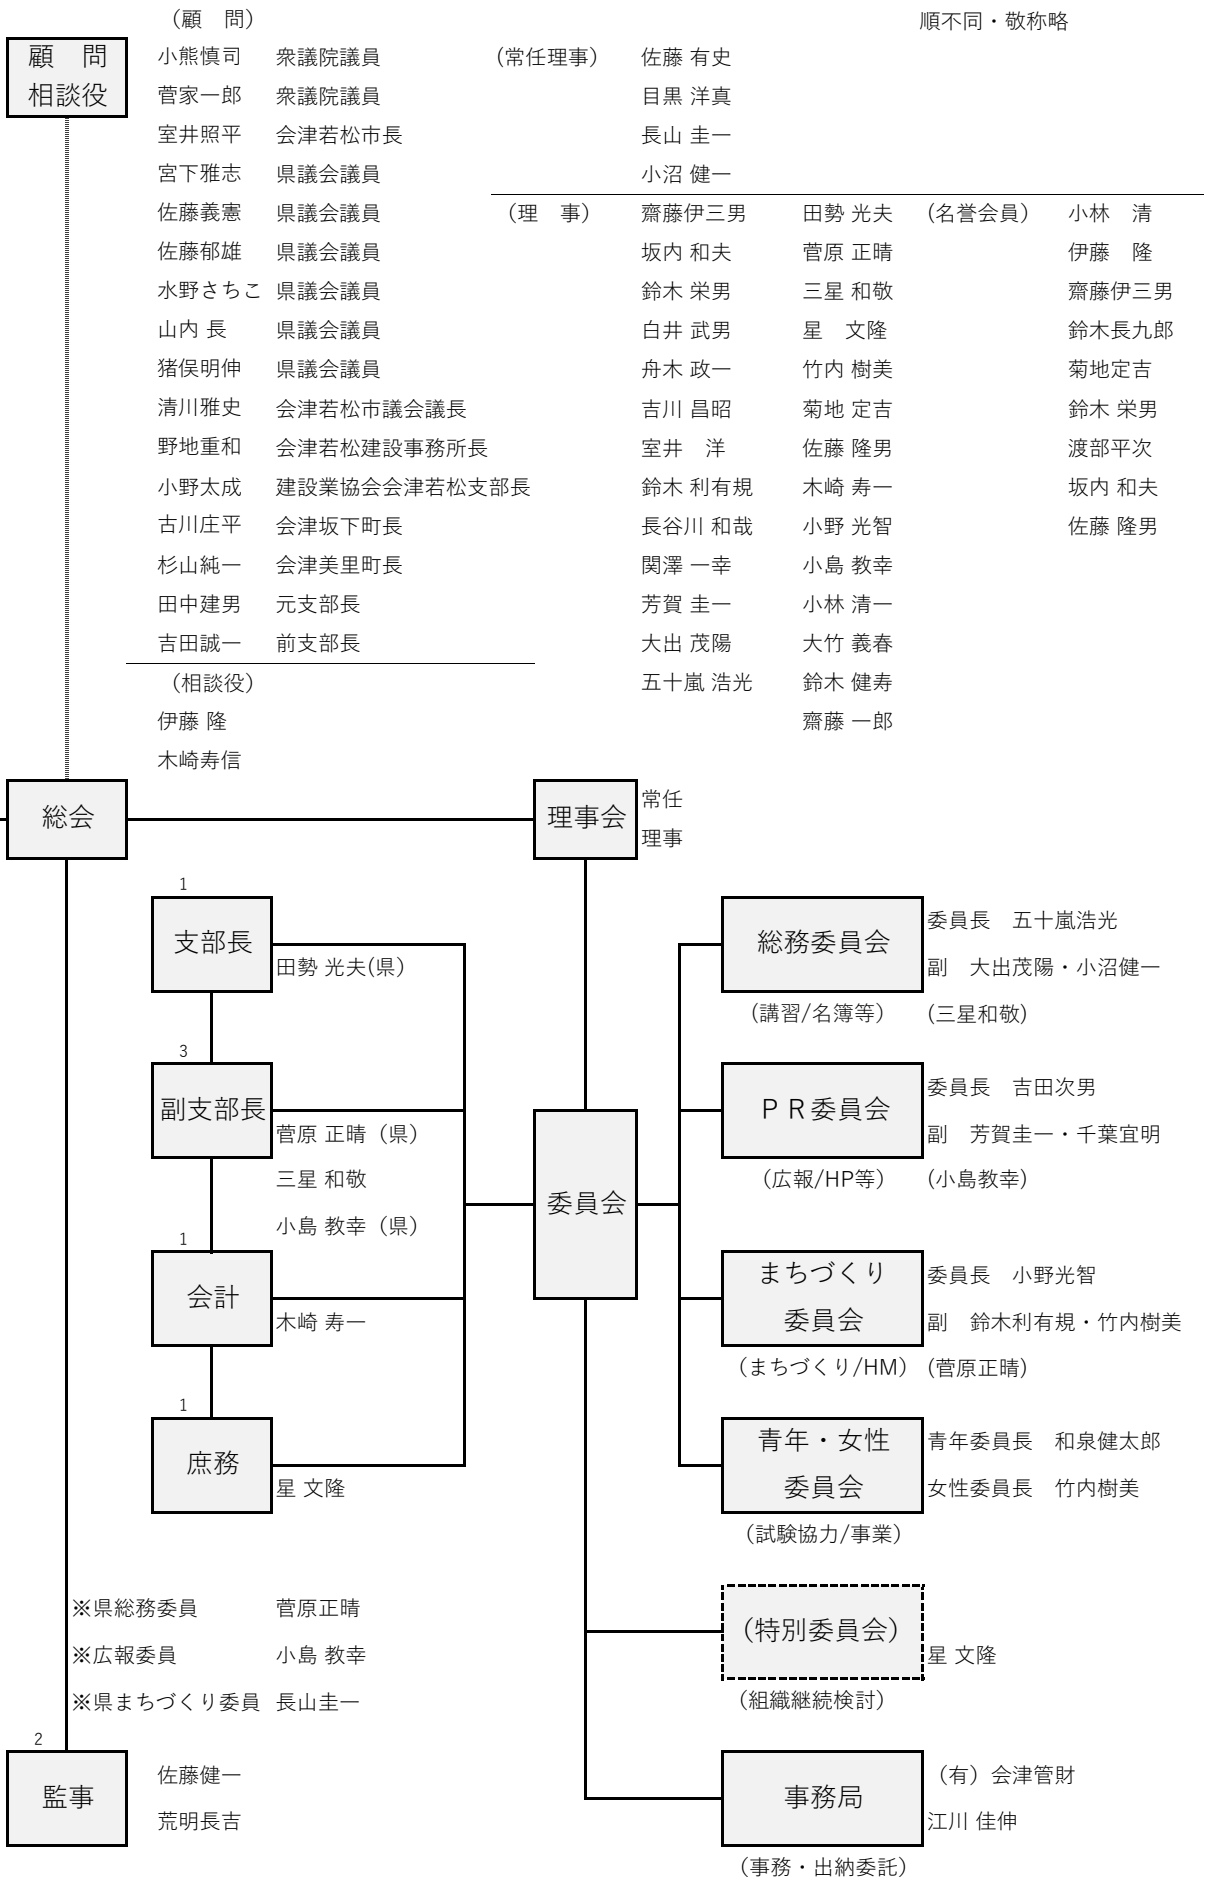 順不同・敬称略
顧　問
相談役
（顧　問）
小熊慎司　衆議院議員
菅家一郎　衆議院議員
室井照平　会津若松市長
宮下雅志　県議会議員
佐藤義憲　県議会議員
佐藤郁雄　県議会議員
水野さちこ　県議会議員
山内 長　県議会議員
猪俣明伸　県議会議員
清川雅史　会津若松市議会議長
野地重和　会津若松建設事務所長
小野太成　建設業協会会津若松支部長
古川庄平　会津坂下町長
杉山純一　会津美里町長
田中建男　元支部長
吉田誠一　前支部長
（相談役）
伊藤 隆
木崎寿信
（常任理事）
佐藤 有史
目黒 洋真
長山 圭一
小沼 健一
（理　事）
齋藤伊三男
坂内 和夫
鈴木 栄男
白井 武男
舟木 政一
吉川 昌昭
室井　洋
鈴木 利有規
長谷川 和哉
関澤 一幸
芳賀 圭一
大出 茂陽
五十嵐 浩光
田勢 光夫
菅原 正晴
三星 和敬
星　文隆
竹内 樹美
菊地 定吉
佐藤 隆男
木崎 寿一
小野 光智
小島 教幸
小林 清一
大竹 義春
鈴木 健寿
齋藤 一郎
（名誉会員）
小林　清
伊藤　隆
齋藤伊三男
鈴木長九郎
菊地定吉
鈴木 栄男
渡部平次
坂内 和夫
佐藤 隆男
総会
理事会
常任
理事
1
支部長
田勢 光夫(県）
3
副支部長
菅原 正晴（県）
三星 和敬
小島 教幸（県）
1
会計
木崎 寿一
1
庶務
星 文隆
委員会
総務委員会
(講習/名簿等）
委員長　五十嵐浩光
副　大出茂陽・小沼健一
(三星和敬)
ＰＲ委員会
（広報/HP等）
委員長　吉田次男
副　芳賀圭一・千葉宜明
(小島教幸)
まちづくり
委員会
（まちづくり/HM）
委員長　小野光智
副　鈴木利有規・竹内樹美
(菅原正晴)
青年・女性
委員会
（試験協力/事業）
青年委員長　和泉健太郎
女性委員長　竹内樹美
（特別委員会）
（組織継続検討）
星 文隆
※県総務委員　菅原正晴
※広報委員　小島 教幸
※県まちづくり委員　長山圭一
2
監事
佐藤健一
荒明長吉
事務局
（事務・出納委託）
（有）会津管財
江川 佳伸